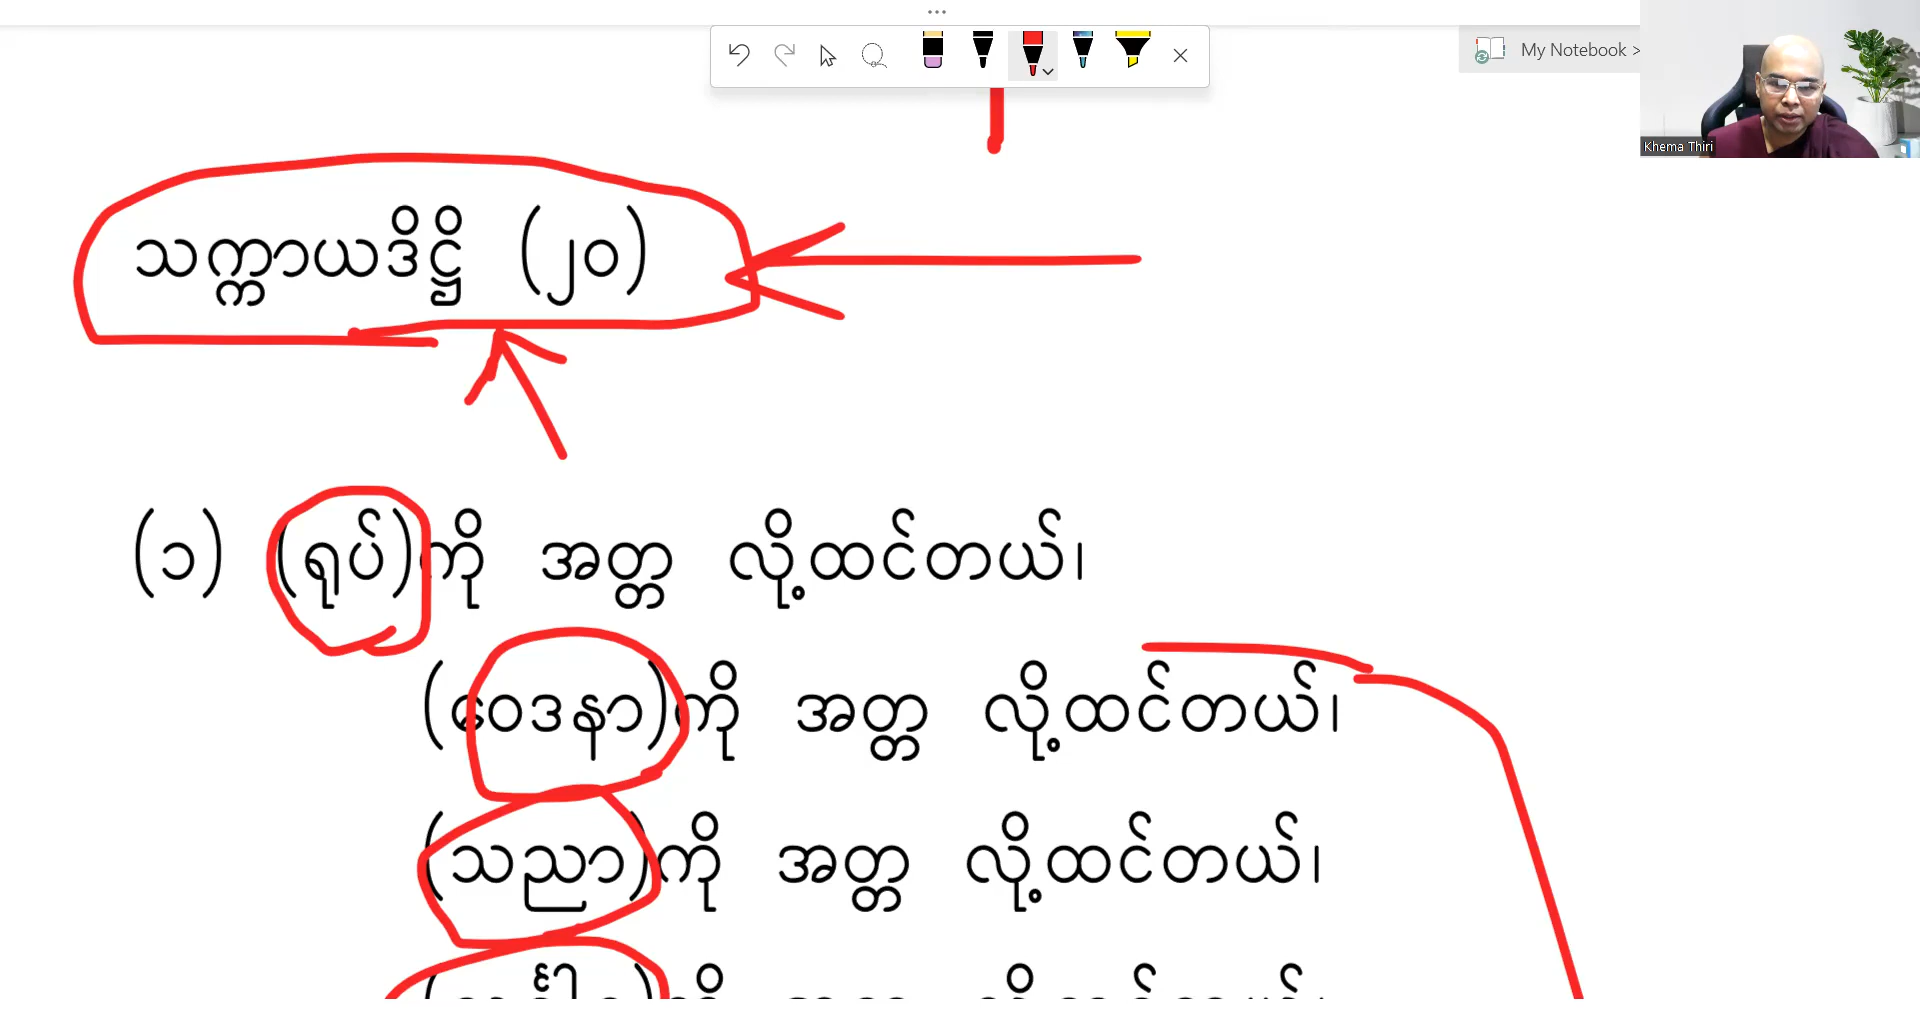 My Notebook >
Khema Thiri
သက္ကာယဒိဋ္ဌိ (၂၀)
(၁) (ရုပ်)ကို အတ္တ လို့ထင်တယ်၊
(ဝေဒနာ)ကို အတ္တ လို့ထင်တယ်၊
(သညာ)ကို အတ္တ လို့ထင်တယ်၊